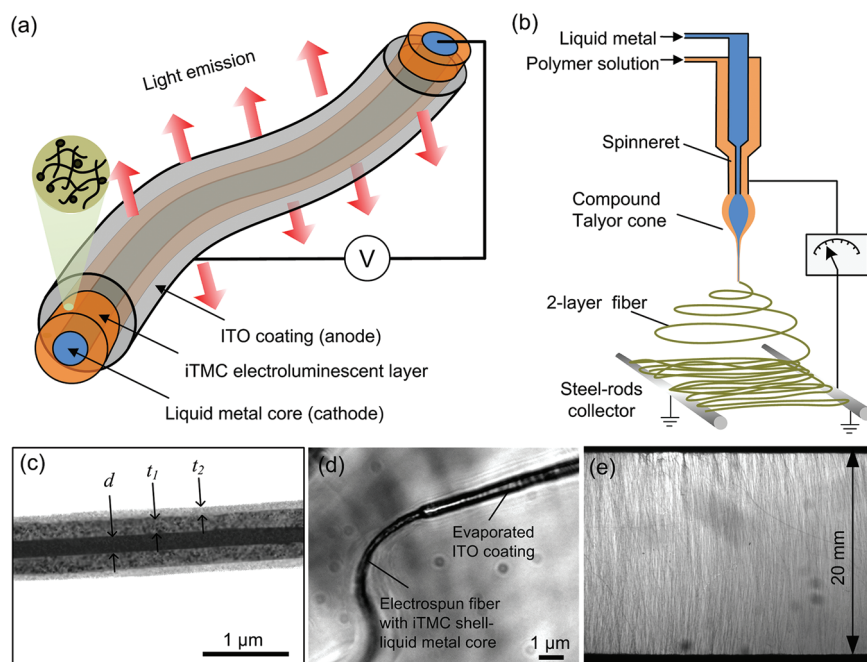 (a)
Light emission
V
ITO coating (anode)
iTMC electroluminescent layer
Liquid metal core (cathode)
(b)
Liquid metal
Polymer solution
Spinneret
Compound
Talyor cone
2-layer fiber
Steel-rods
collector
(c)
d
t1
t2
1 μm
(d)
Evaporated
ITO coating
Electrospun fiber
with iTMC shell-
liquid metal core
1 μm
(e)
20 mm